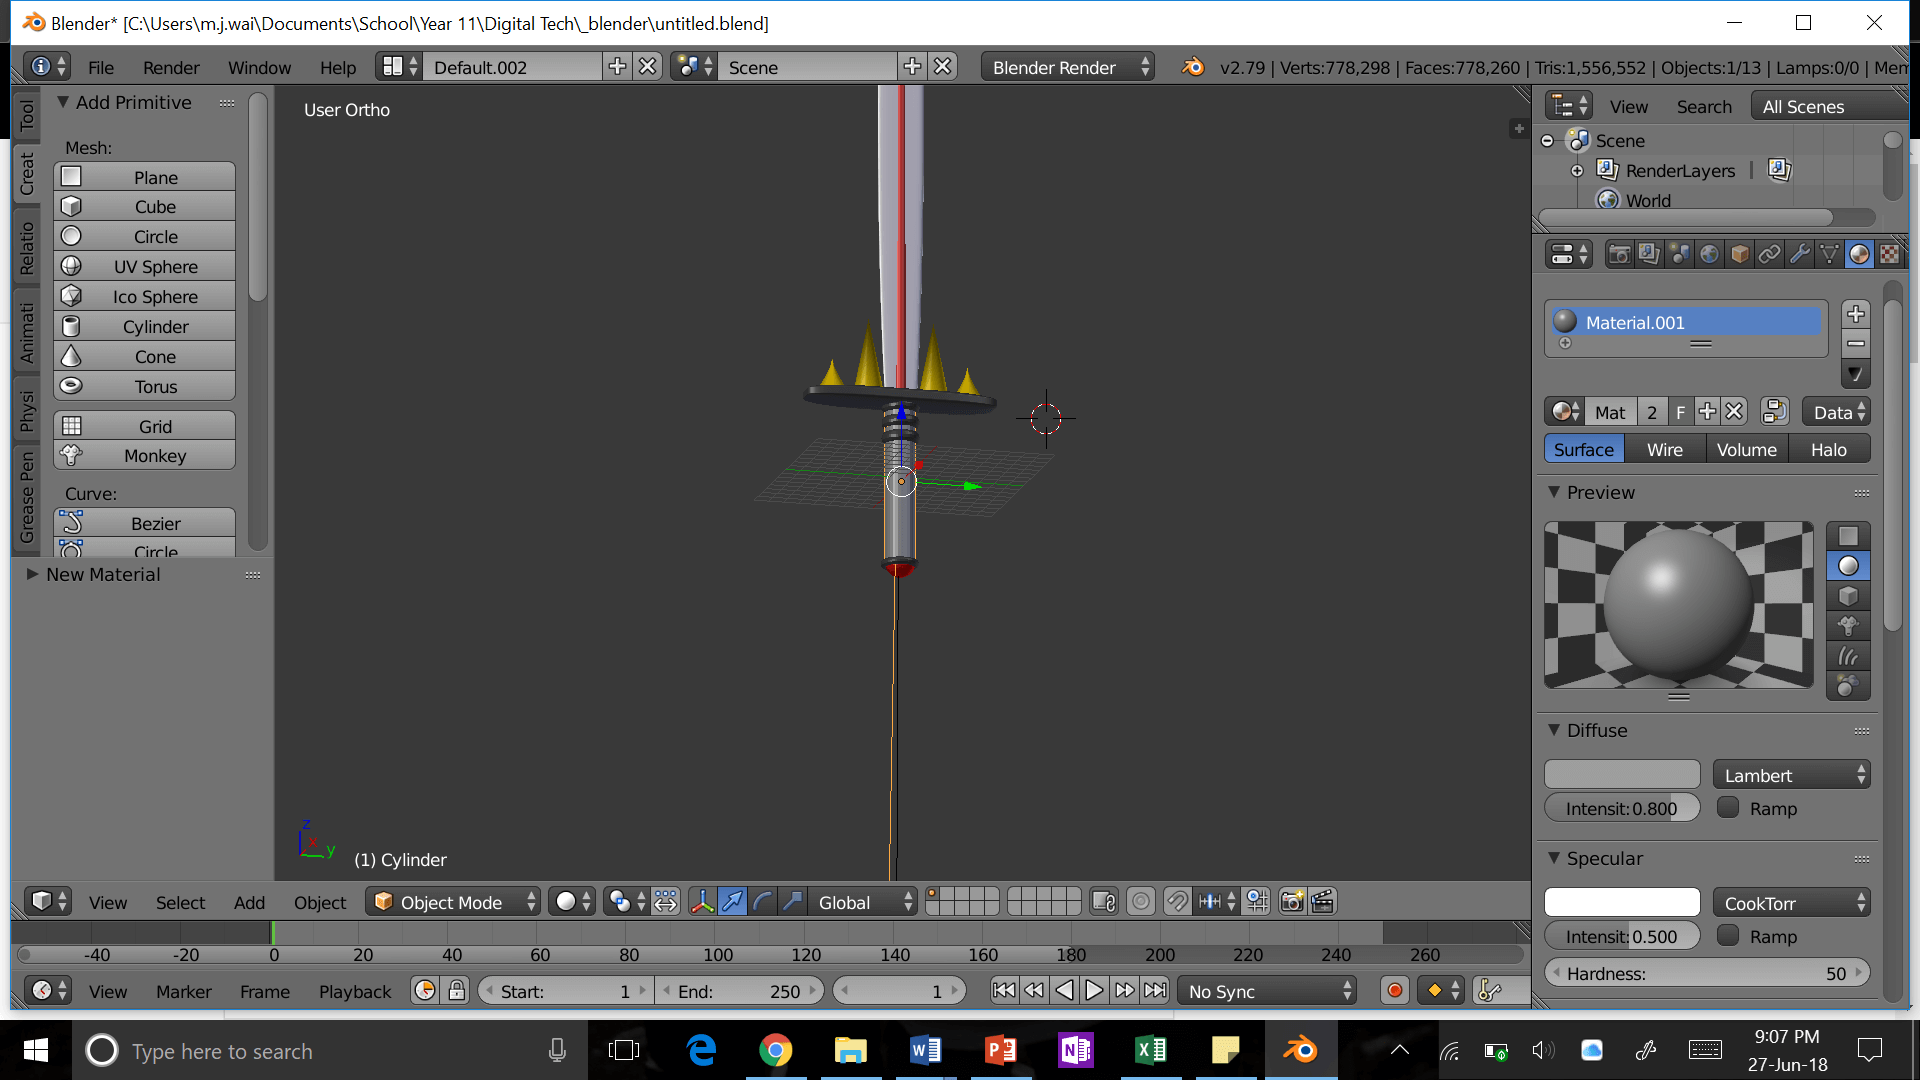 Blender* [C:\Users\m.j.wai\Documents\School\Year 11\Digital Tech\_blender\untitled.blend]
File Render Window Help Default.002 Scene Blender Render v2.79 | Verts:778,298 | Faces:778,260 | Tris:1,556,552 | Objects:1/13 | Lamps:0/0 | Mem
Tool
Creat
Relatio
Animati
Physi
Grease Pen
Add Primitive
Mesh:
Plane
Cube
Circle
UV Sphere
Ico Sphere
Cylinder
Cone
Torus
Grid
Monkey
Curve:
Bezier
Circle
New Material
User Ortho
z
x
y
(1) Cylinder
View Search All Scenes
Scene
RenderLayers
World
Material.001
Mat 2 F Data
Surface Wire Volume Halo
Preview
Diffuse
Lambert
Intensit: 0.800 Ramp
Specular
CookTorr
Intensit: 0.500 Ramp
Hardness: 50
View Select Add Object Object Mode Global
-40 -20 0 20 40 60 80 100 120 140 160 180 200 220 240 260
View Marker Frame Playback Start: 1 End: 250 1 No Sync
Type here to search
9:07 PM
27-Jun-18